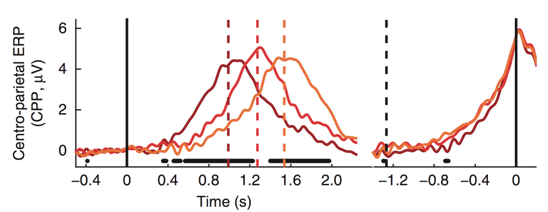 Centro-parietal ERP
(CPP, μV)
6
4
2
0
−0.4 0 0.4 0.8 1.2 1.6 2.0 −1.2 −0.8 −0.4 0
Time (s)